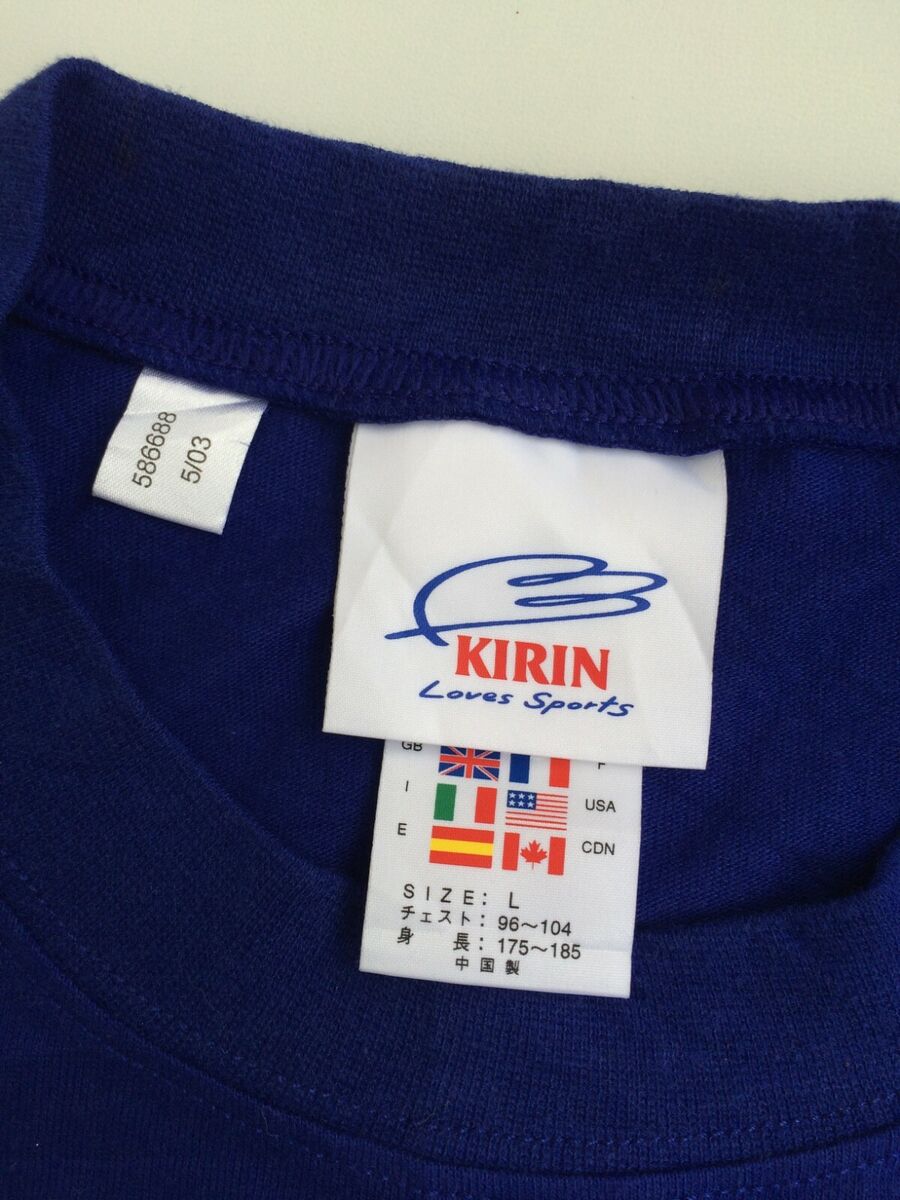 586688
5/03
KIRIN
Loves Sports
GB F
I USA
E CDN
SIZE: L
チェスト: 96〜104
身 長: 175〜185
中国製